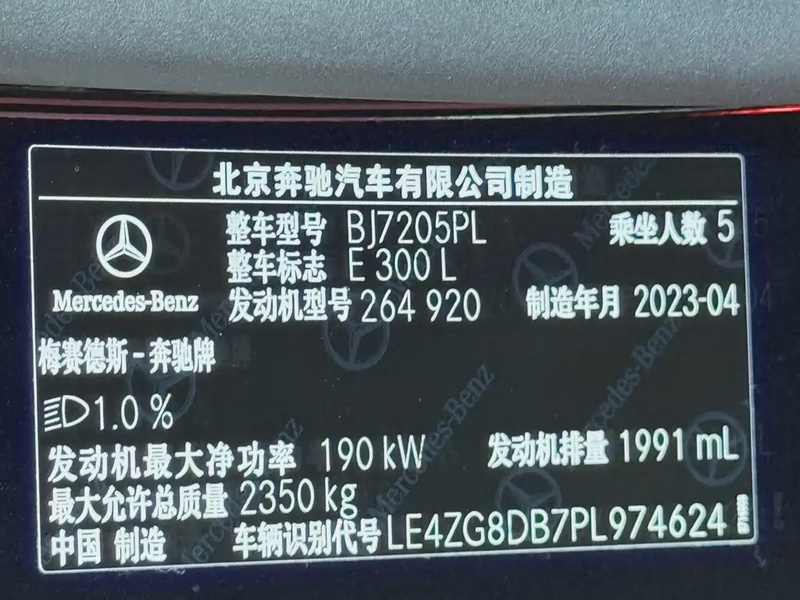 北京奔驰汽车有限公司制造
整车型号 BJ7205PL 乘坐人数 5
整车标志 E 300 L
Mercedes-Benz 发动机型号 264 920 制造年月 2023-04
梅赛德斯-奔驰牌
1.0 %
发动机最大净功率 190 kW 发动机排量 1991 mL
最大允许总质量 2350 kg
中国 制造 车辆识别代号 LE4ZG8DB7PL974624